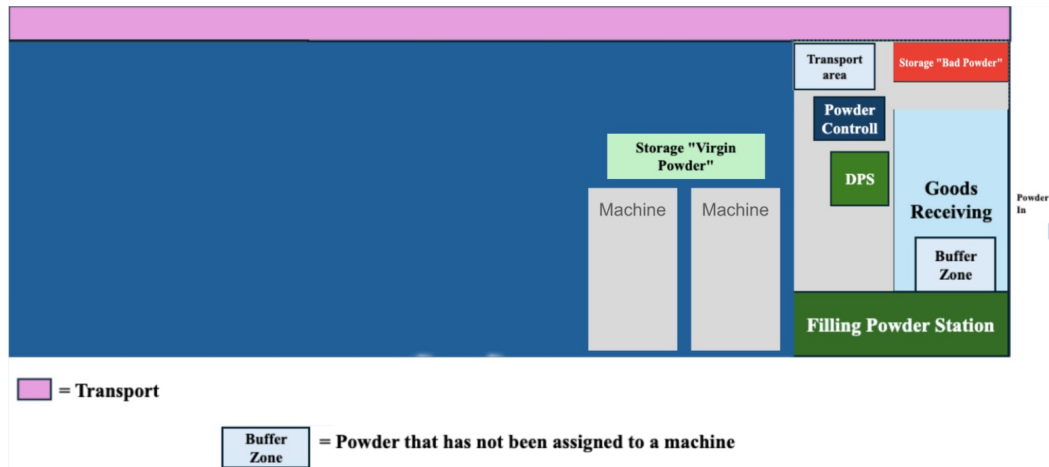 Transport
area
Storage "Bad Powder"
Powder
Controll
Storage "Virgin
Powder"
DPS
Machine
Machine
Goods
Receiving
Powder
In
Buffer
Zone
Filling Powder Station
= Transport
Buffer
Zone
= Powder that has not been assigned to a machine